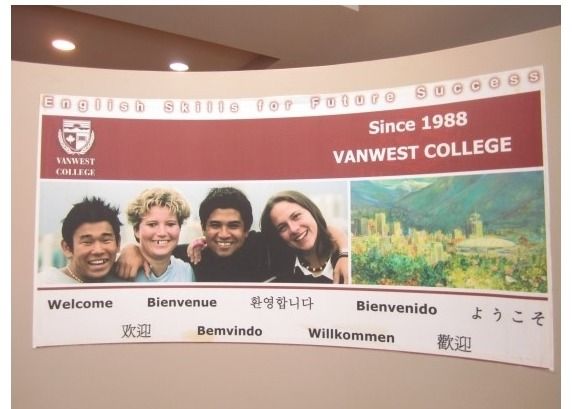 English Skills for Future Success
VANWEST
COLLEGE
Since 1988
VANWEST COLLEGE
Welcome Bienvenue 환영합니다 Bienvenido ようこそ
欢迎 Bemvindo Willkommen 歡迎